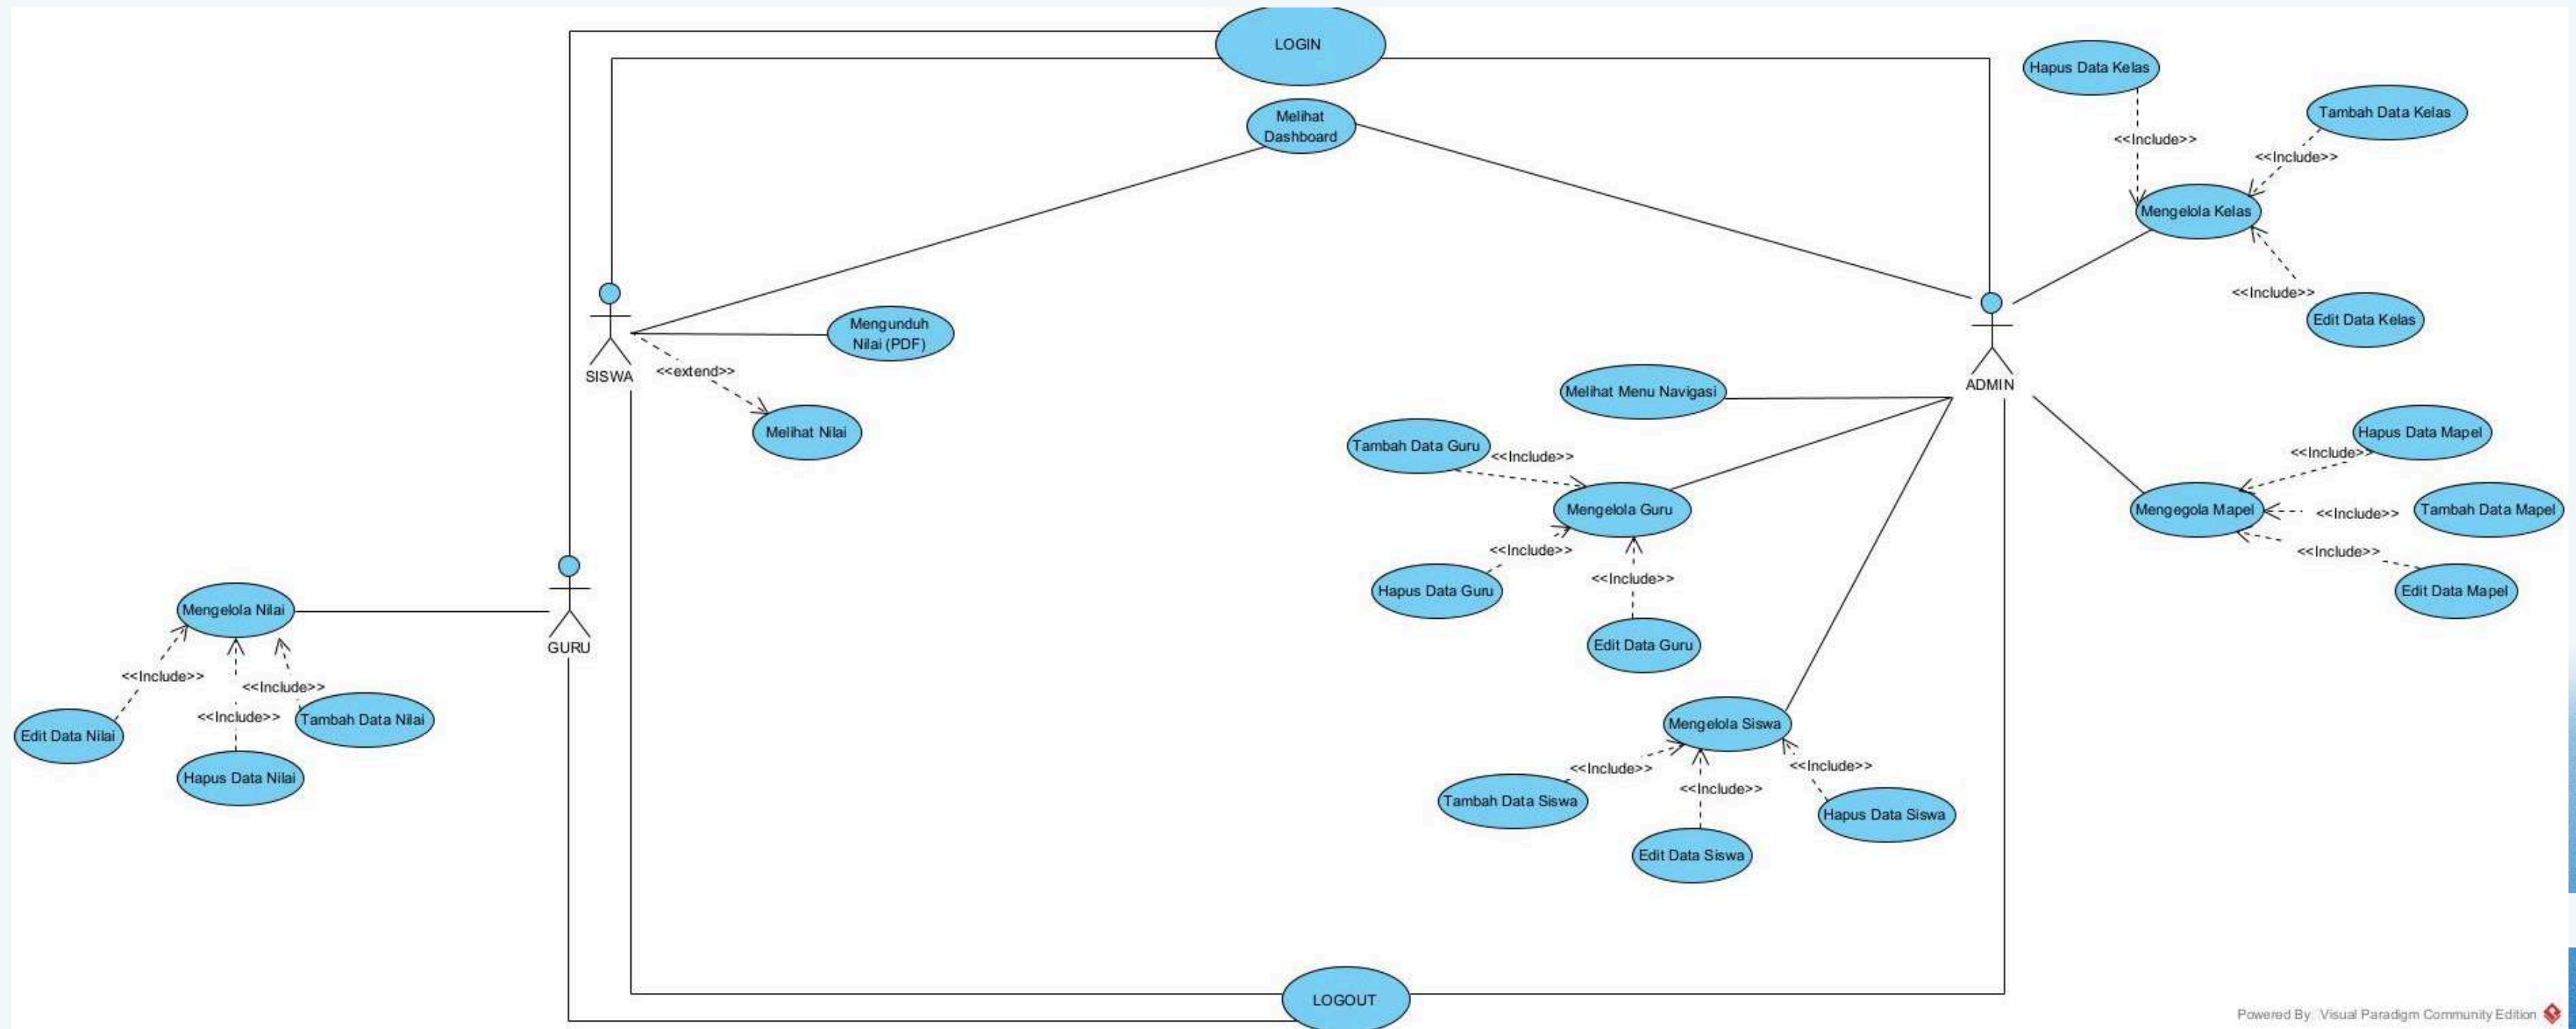 LOGIN
Hapus Data Kelas
Tambah Data Kelas
Melihat
Dashboard
<<Include>>
<<Include>>
Mengelola Kelas
<<Include>>
Edit Data Kelas
Mengunduh
Nilai (PDF)
SISWA
<<extend>>
Melihat Nilai
ADMIN
Melihat Menu Navigasi
Tambah Data Guru
<<Include>>
Mengelola Guru
<<Include>>
Hapus Data Guru
<<Include>>
Edit Data Guru
Hapus Data Mapel
<<Include>>
Mengegola Mapel
<<Include>>
Tambah Data Mapel
<<Include>>
Edit Data Mapel
Mengelola Nilai
GURU
<<Include>>
<<Include>>
<<Include>>
Edit Data Nilai
Tambah Data Nilai
Hapus Data Nilai
Mengelola Siswa
<<Include>>
<<Include>>
<<Include>>
Tambah Data Siswa
Hapus Data Siswa
Edit Data Siswa
LOGOUT
Powered By: Visual Paradigm Community Edition